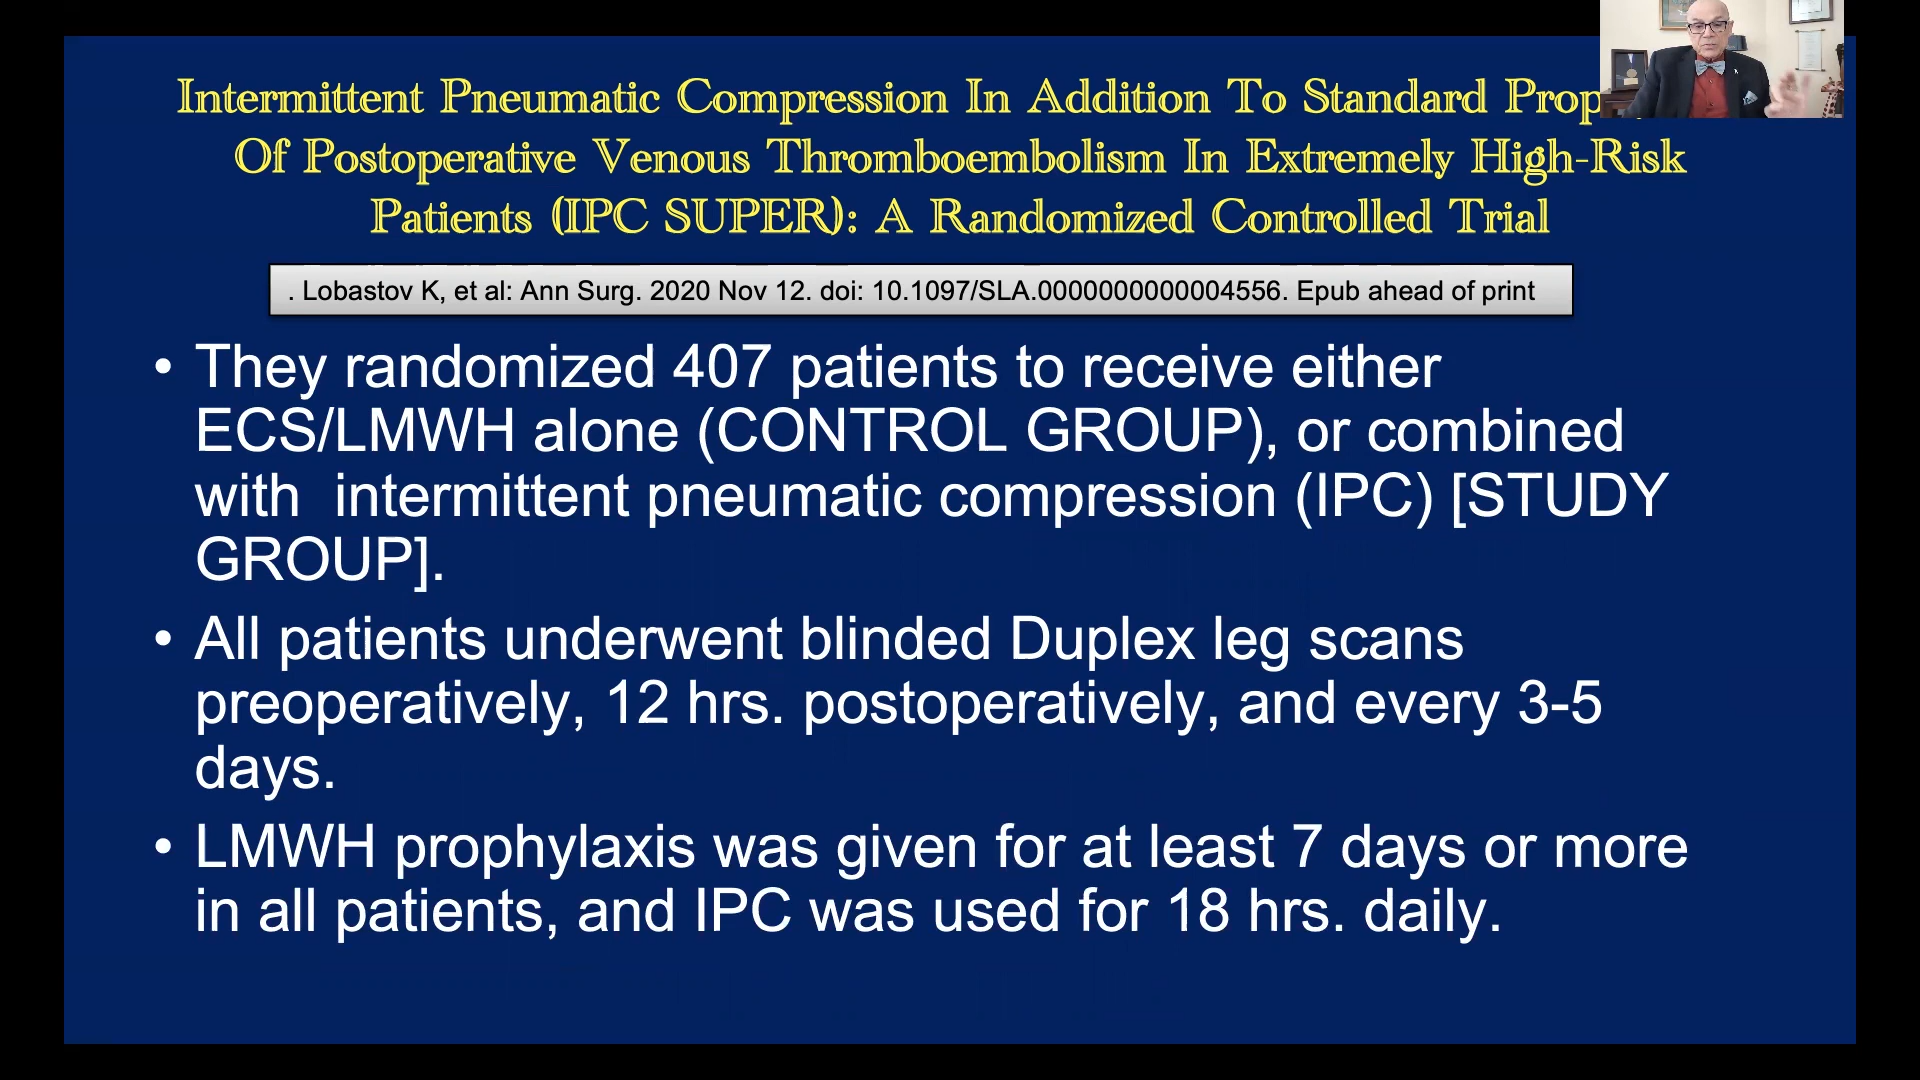 Intermittent Pneumatic Compression In Addition To Standard
Of Postoperative Venous Thromboembolism In Extremely High-Risk
Patients (IPC SUPER): A Randomized Controlled Trial
. Lobastov K, et al: Ann Surg. 2020 Nov 12. doi: 10.1097/SLA.0000000000004556. Epub ahead of print
• They randomized 407 patients to receive either
ECS/LMWH alone (CONTROL GROUP), or combined
with  intermittent pneumatic compression (IPC) [STUDY
GROUP].
• All patients underwent blinded Duplex leg scans
preoperatively, 12 hrs. postoperatively, and every 3-5
days.
• LMWH prophylaxis was given for at least 7 days or more
in all patients, and IPC was used for 18 hrs. daily.